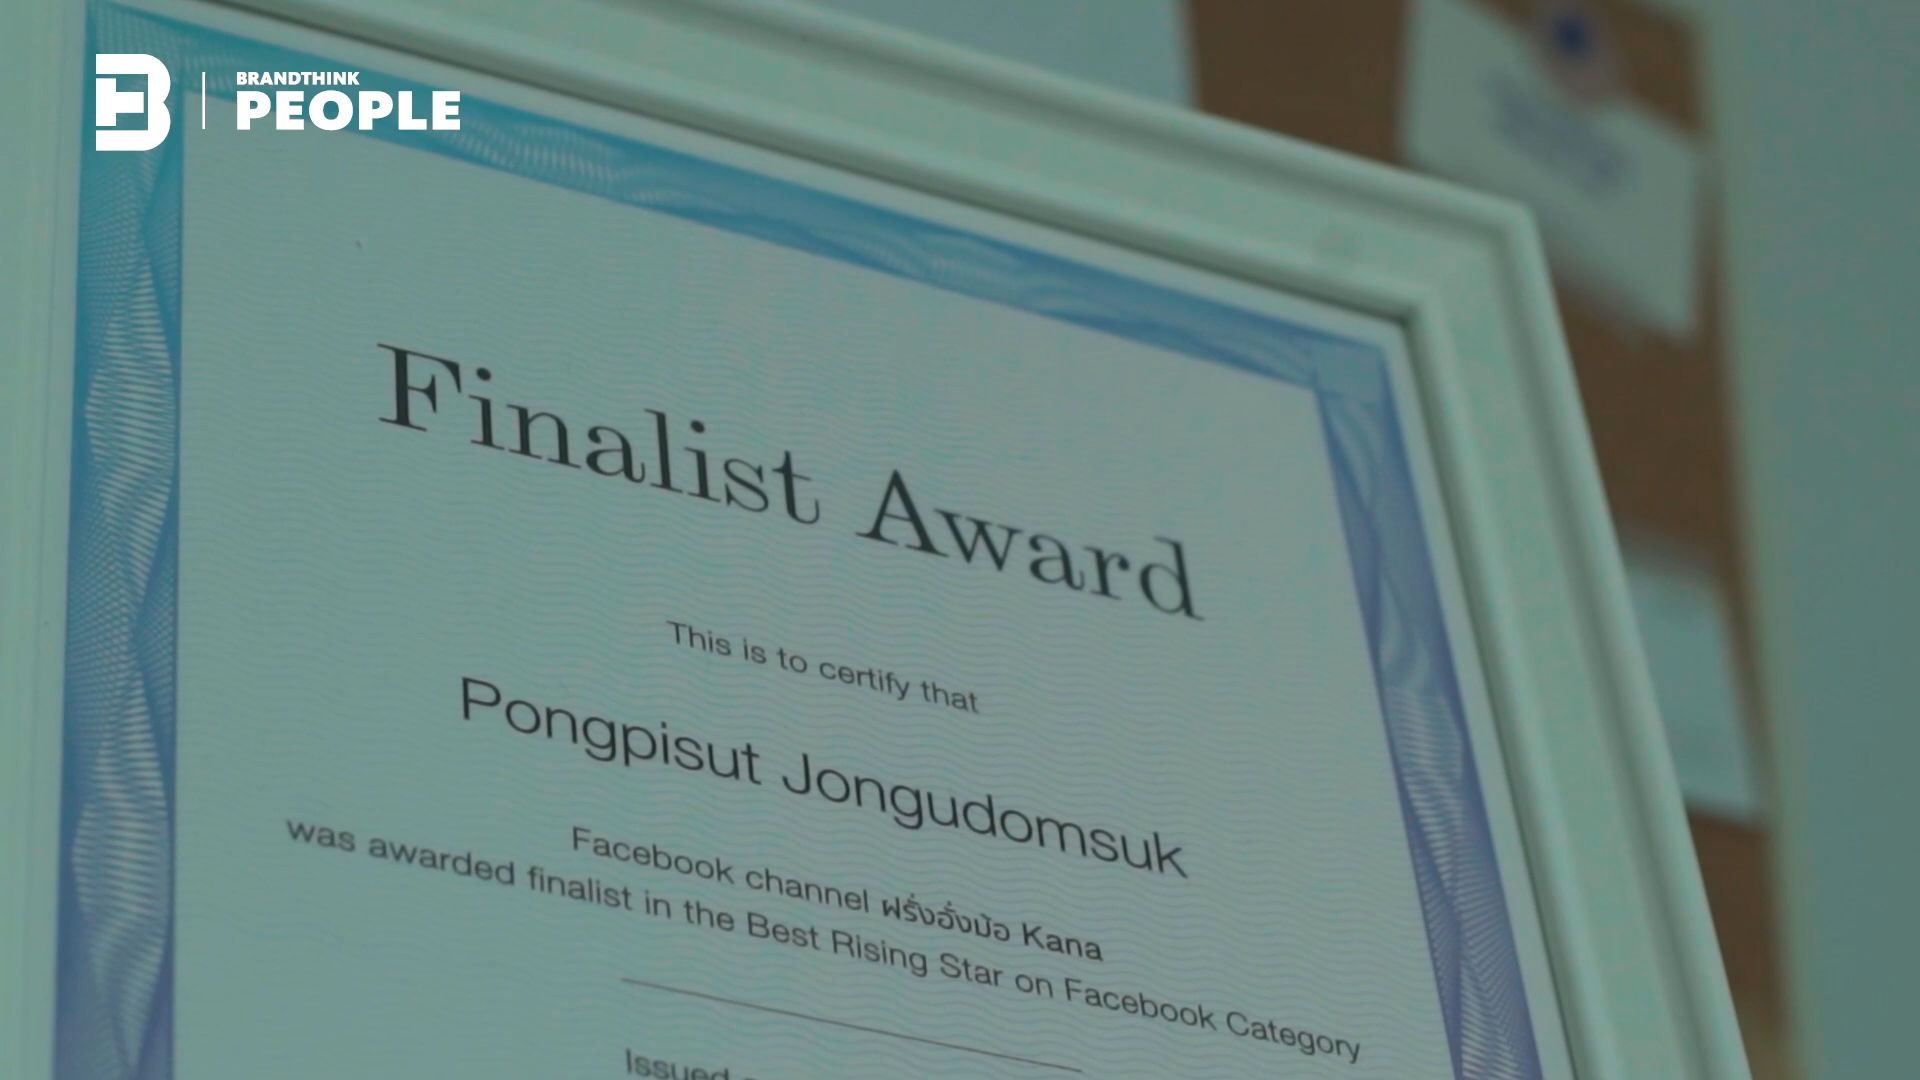 BRANDTHINK
PEOPLE
Finalist Award
This is to certify that
Pongpisut Jongudomsuk
Facebook channel ฝรั่งอั่งม้อ Kana
was awarded finalist in the Best Rising Star on Facebook Category
Issued